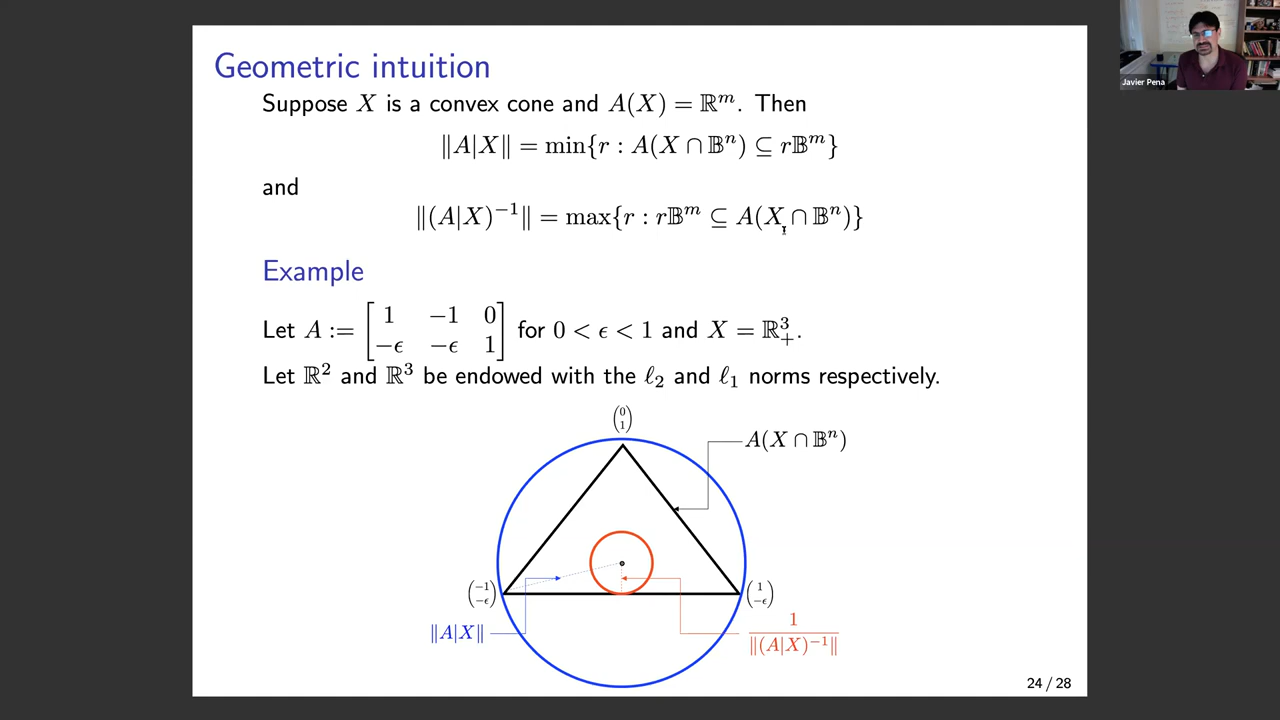 Javier Pena
Geometric intuition
Suppose X is a convex cone and A(X) = ℝᵐ. Then
‖A|X‖ = min{r : A(X ∩ 𝔹ⁿ) ⊆ r𝔹ᵐ}
and
‖(A|X)⁻¹‖ = max{r : r𝔹ᵐ ⊆ A(X ∩ 𝔹ⁿ)}
Example
Let A := [1 −1 0; −ϵ −ϵ 1] for 0 < ϵ < 1 and X = ℝ³₊.
Let ℝ² and ℝ³ be endowed with the ℓ₂ and ℓ₁ norms respectively.
(0 1)
A(X ∩ 𝔹ⁿ)
(−1 −ϵ)
(1 −ϵ)
‖A|X‖
1
‖(A|X)⁻¹‖
24 / 28